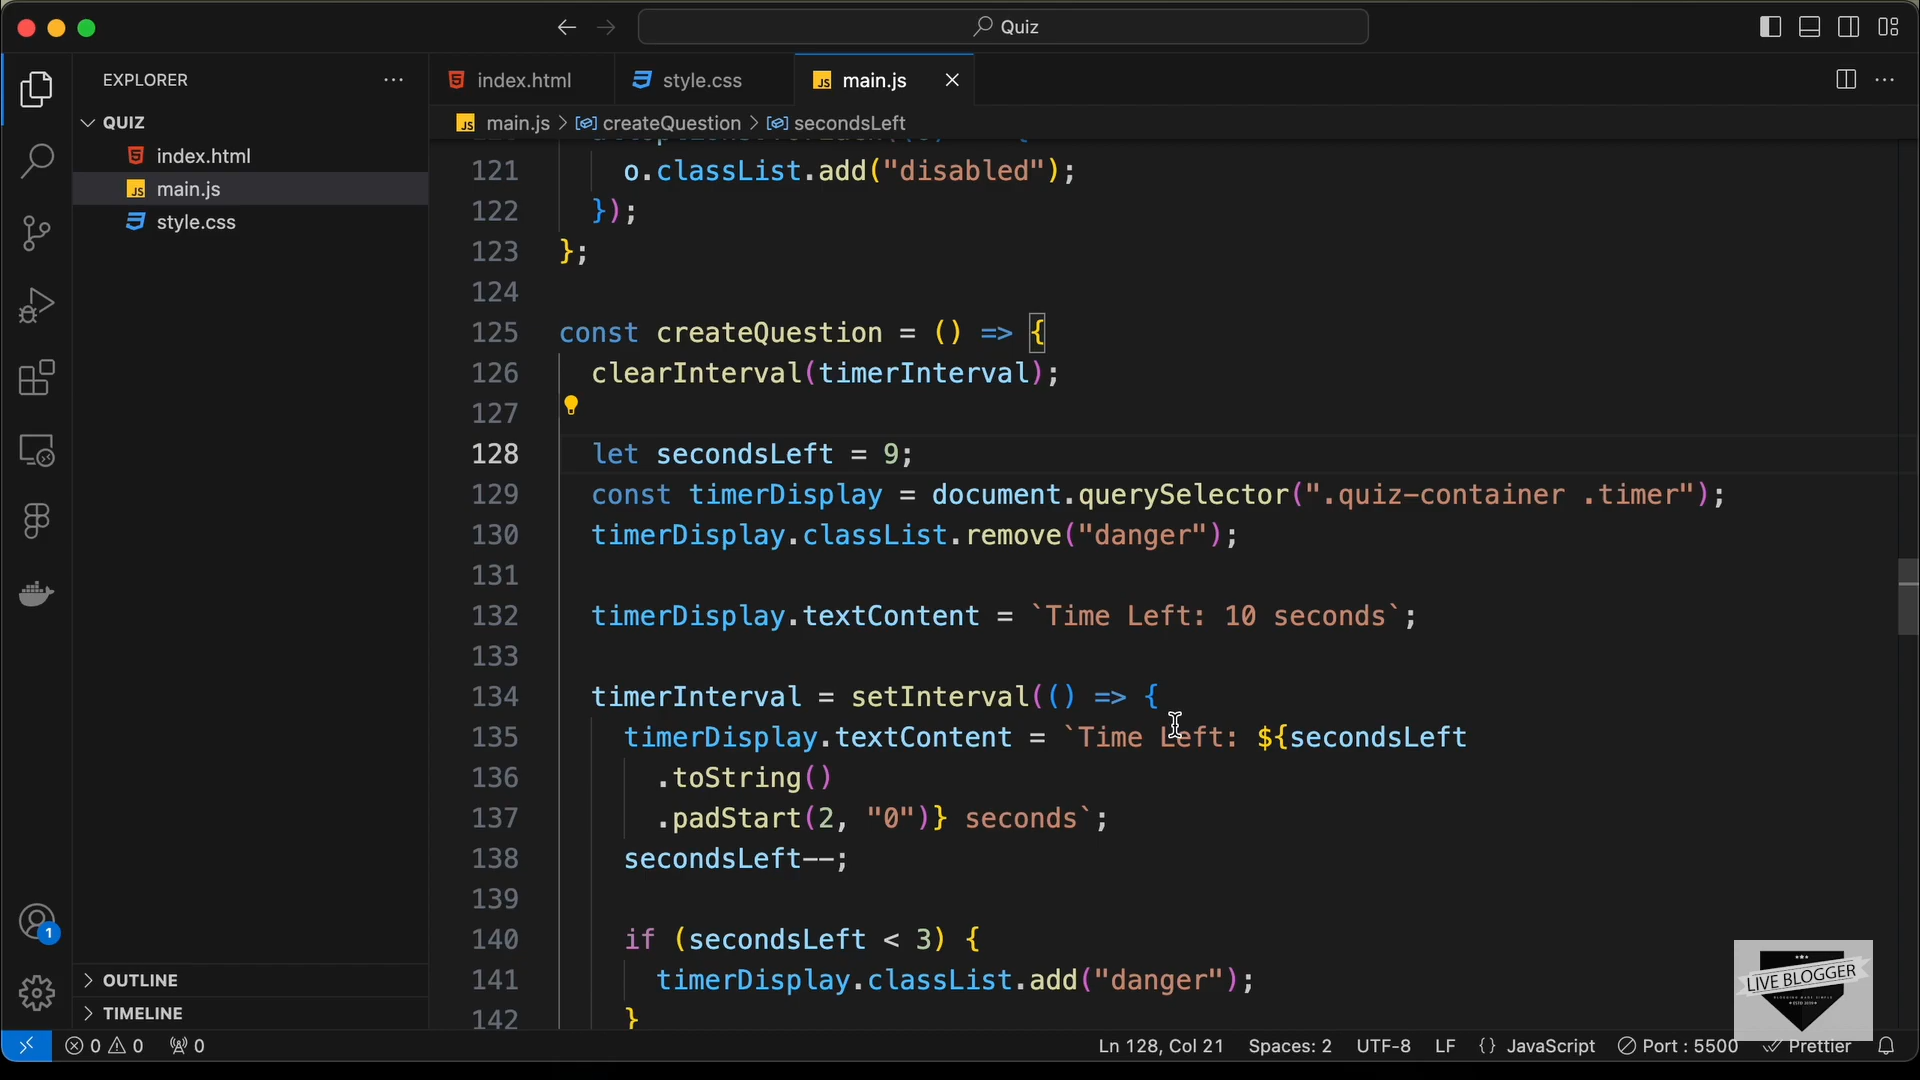 Quiz
EXPLORER
QUIZ
index.html
main.js
style.css
OUTLINE
TIMELINE
index.html
style.css
JS main.js
JS main.js > createQuestion > secondsLeft
121 o.classList.add("disabled");
122 });
123 };
124
125 const createQuestion = () => {
126 clearInterval(timerInterval);
127
128 let secondsLeft = 9;
129 const timerDisplay = document.querySelector(".quiz-container .timer");
130 timerDisplay.classList.remove("danger");
131
132 timerDisplay.textContent = `Time Left: 10 seconds`;
133
134 timerInterval = setInterval(() => {
135 timerDisplay.textContent = `Time Left: ${secondsLeft
136 .toString()
137 .padStart(2, "0")} seconds`;
138 secondsLeft--;
139
140 if (secondsLeft < 3) {
141 timerDisplay.classList.add("danger");
142 }
LIVE BLOGGER
1
0 0 0
Ln 128, Col 21 Spaces: 2 UTF-8 LF {} JavaScript Port : 5500 Prettier